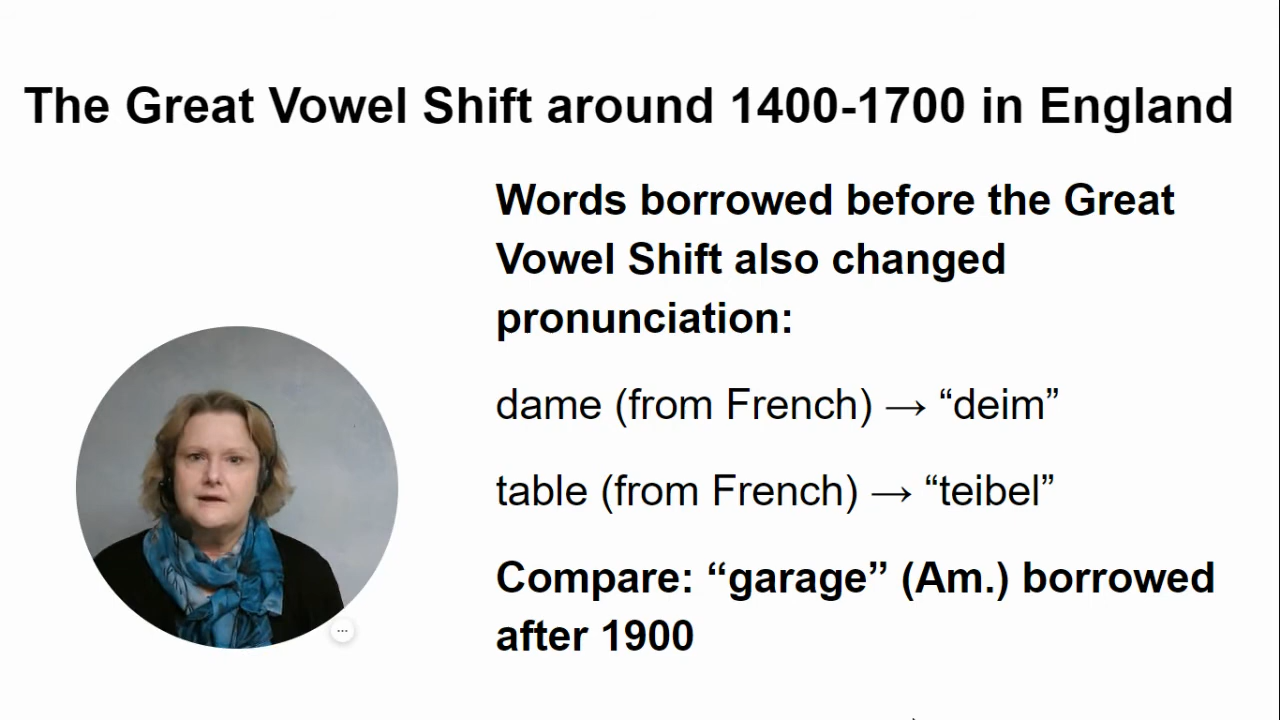 The Great Vowel Shift around 1400-1700 in England
Words borrowed before the Great
Vowel Shift also changed
pronunciation:
dame (from French) → “deim”
table (from French) → “teibel”
Compare: “garage” (Am.) borrowed
after 1900